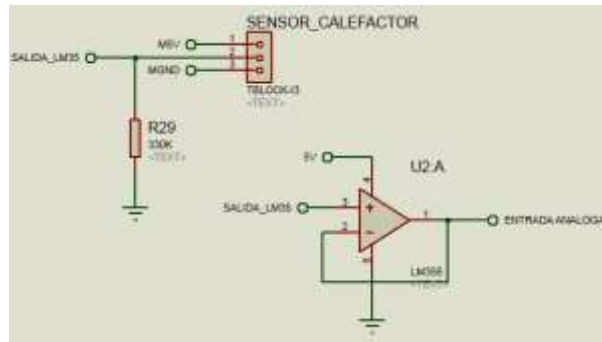 SENSOR_CALEFACTOR
M5V
SALIDA_LM35
MGND
1
2
3
TBLOCK-I3
<TEXT>
R29
330K
<TEXT>
5V
U2:A
SALIDA_LM35
3
2
1
ENTRADA ANALOGA
LM358
<TEXT>